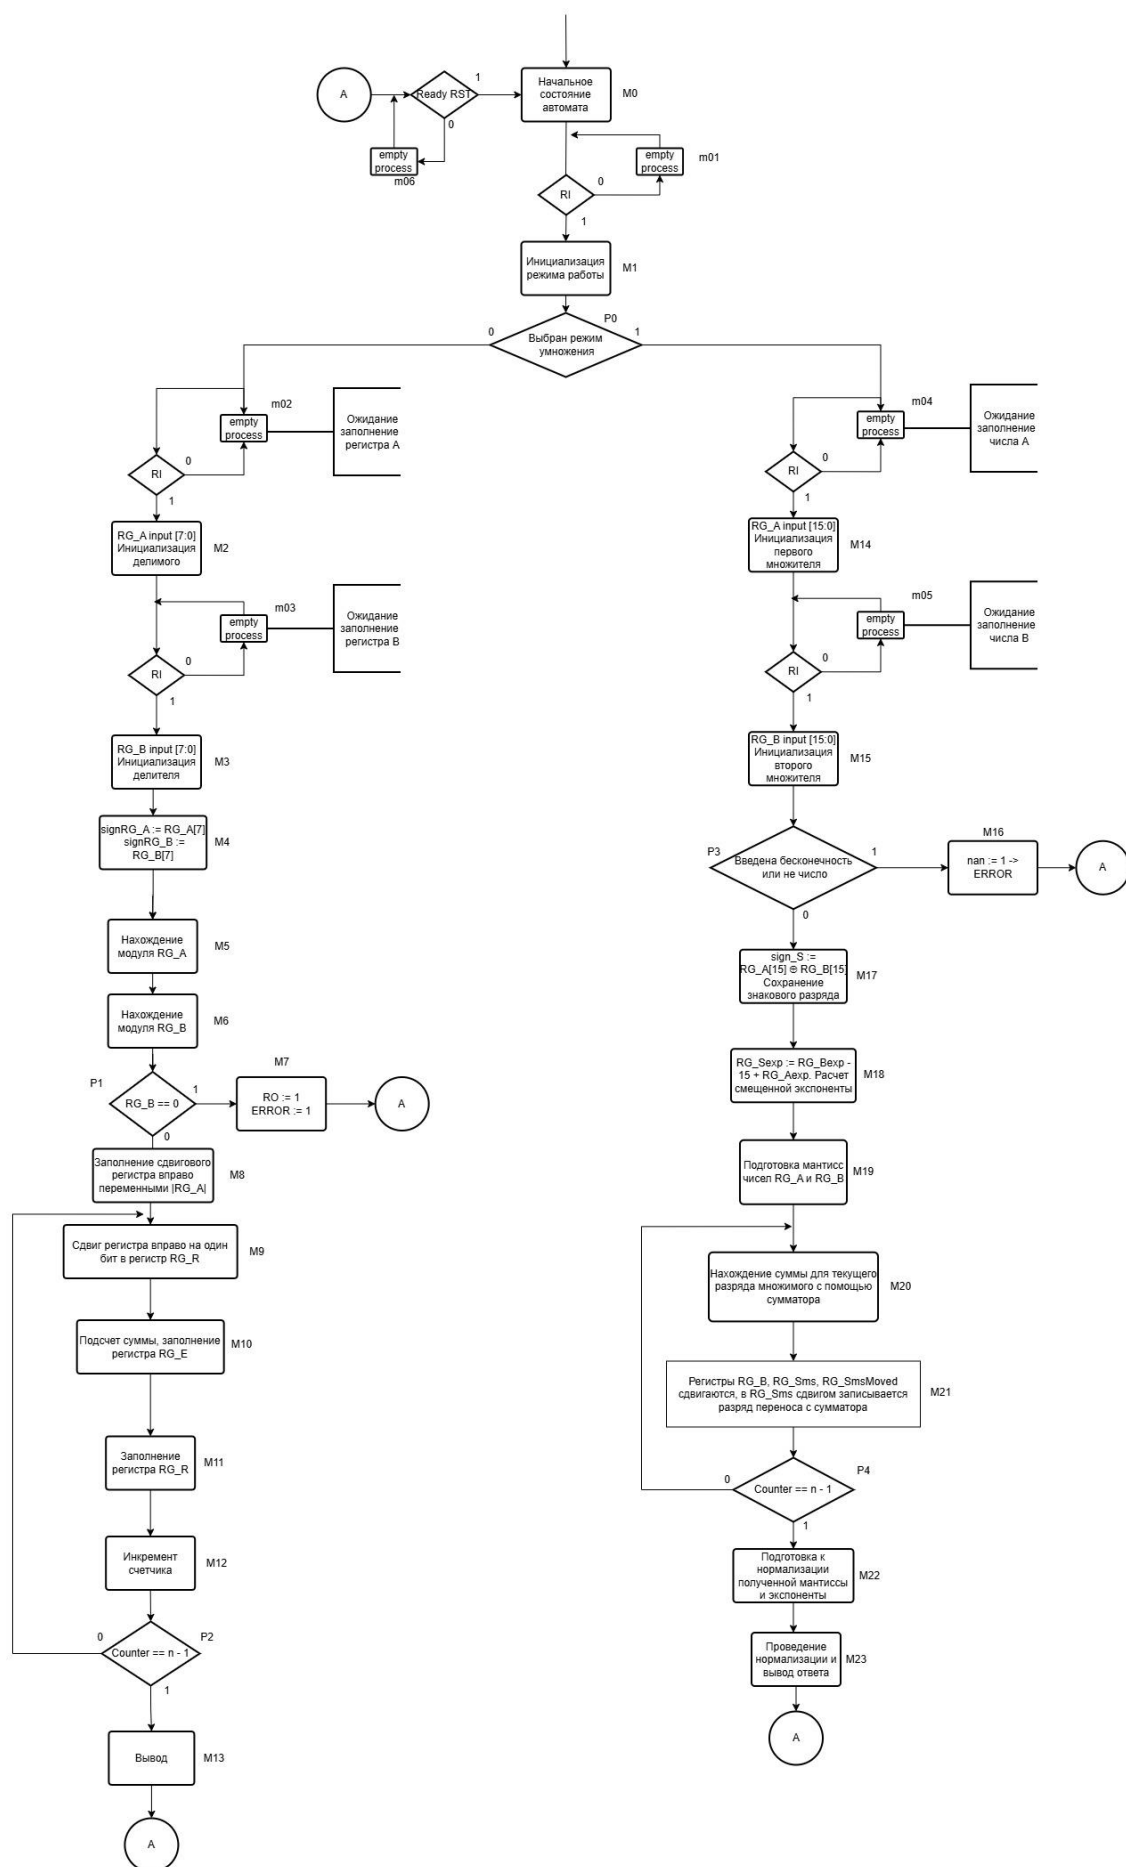 A
Ready RST
1
0
empty
process
m06
Начальное
состояние
автомата
M0
empty
process
m01
RI
0
1
Инициализация
режима работы
M1
P0
0
1
Выбран режим
умножения
m02
empty
process
Ожидание
заполнение
регистра A
RI
0
1
RG_A input [7:0]
Инициализация
делимого
M2
m03
empty
process
Ожидание
заполнение
регистра B
RI
0
1
RG_B input [7:0]
Инициализация
делителя
M3
signRG_A := RG_A[7]
signRG_B :=
RG_B[7]
M4
Нахождение
модуля RG_A
M5
Нахождение
модуля RG_B
M6
P1
RG_B == 0
1
0
M7
RO := 1
ERROR := 1
A
Заполнение сдвигового
регистра вправо
переменными |RG_A|
M8
Сдвиг регистра вправо на один
бит в регистр RG_R
M9
Подсчет суммы, заполнение
регистра RG_E
M10
Заполнение
регистра RG_R
M11
Инкремент
счетчика
M12
0
P2
Counter == n - 1
1
Вывод
M13
A
m04
empty
process
Ожидание
заполнение
числа A
RI
0
1
RG_A input [15:0]
Инициализация
первого
множителя
M14
m05
empty
process
Ожидание
заполнение
числа B
RI
0
1
RG_B input [15:0]
Инициализация
второго
множителя
M15
P3
Введена бесконечность
или не число
1
0
M16
nan := 1 ->
ERROR
A
sign_S :=
RG_A[15] ⊕ RG_B[15]
Сохранение
знакового разряда
M17
RG_Sexp := RG_Bexp -
15 + RG_Aexp. Расчет
смещенной экспоненты
M18
Подготовка мантисс
чисел RG_A и RG_B
M19
Нахождение суммы для текущего
разряда множимого с помощью
сумматора
M20
Регистры RG_B, RG_Sms, RG_SmsMoved
сдвигаются, в RG_Sms сдвигом записывается
разряд переноса с сумматора
M21
0
P4
Counter == n - 1
1
Подготовка к
нормализации
полученной мантиссы
и экспоненты
M22
Проведение
нормализации и
вывод ответа
M23
A